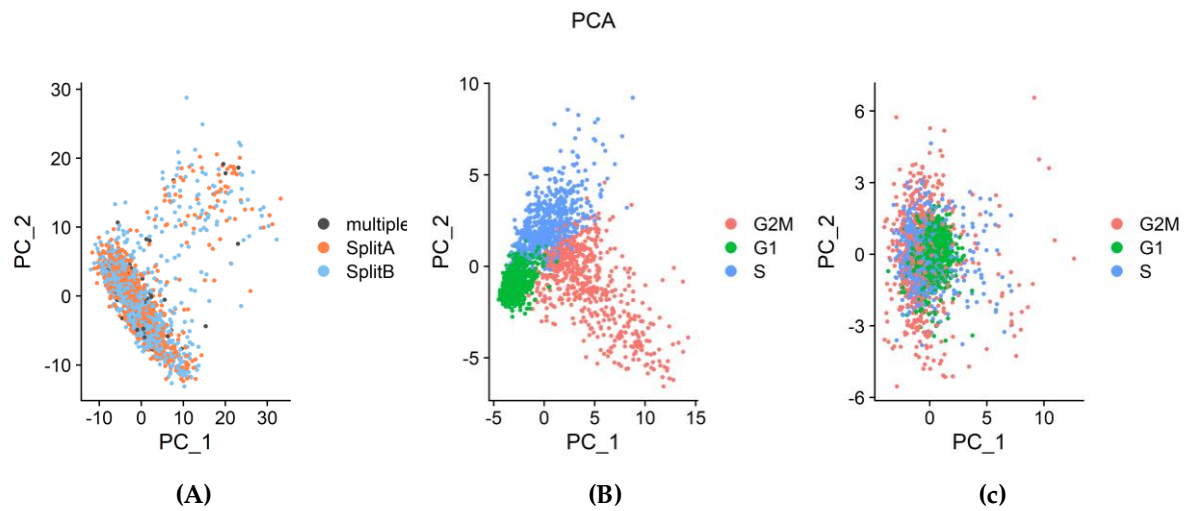 PCA
30
20
10
0
-10
-10 0 10 20 30
PC_2
PC_1
multiple
SplitA
SplitB
(A)
10
5
0
-5
-5 0 5 10 15
PC_2
PC_1
G2M
G1
S
(B)
6
3
0
-3
-6
0 5 10
PC_2
PC_1
G2M
G1
S
(c)